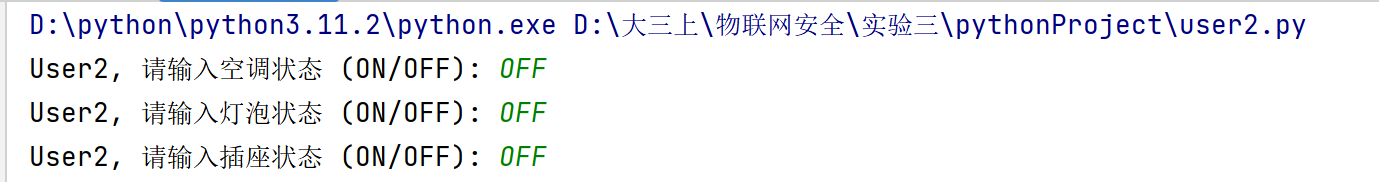 D:\python\python3.11.2\python.exe D:\大三上\物联网安全\实验三\pythonProject\user2.py
User2, 请输入空调状态 (ON/OFF): OFF
User2, 请输入灯泡状态 (ON/OFF): OFF
User2, 请输入插座状态 (ON/OFF): OFF